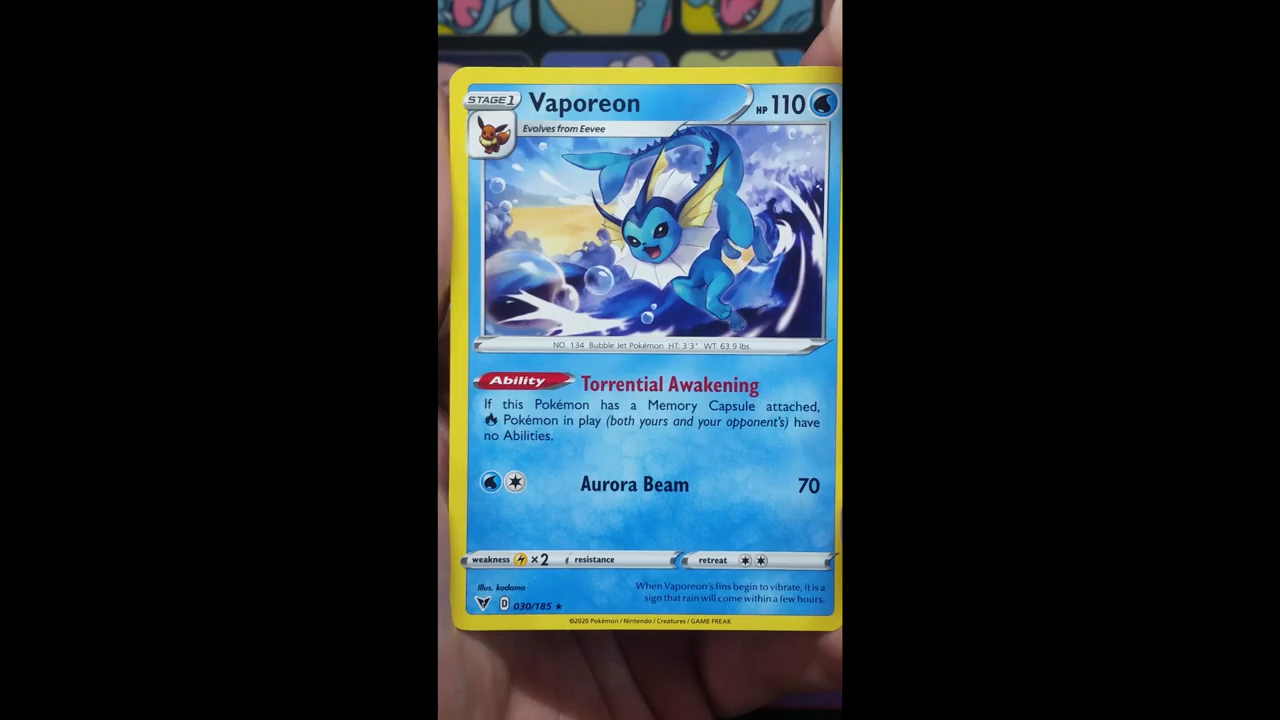 STAGE 1 Vaporeon HP 110
Evolves from Eevee
NO. 134 Bubble Jet Pokémon HT: 3'3" WT: 63.9 lbs.
Ability Torrential Awakening
If this Pokémon has a Memory Capsule attached,
Pokémon in play (both yours and your opponent's) have
no Abilities.
Aurora Beam 70
weakness ×2 resistance retreat
Illus. kodama
When Vaporeon's fins begin to vibrate, it is a
sign that rain will come within a few hours.
D 030/185 ★
©2020 Pokémon / Nintendo / Creatures / GAME FREAK